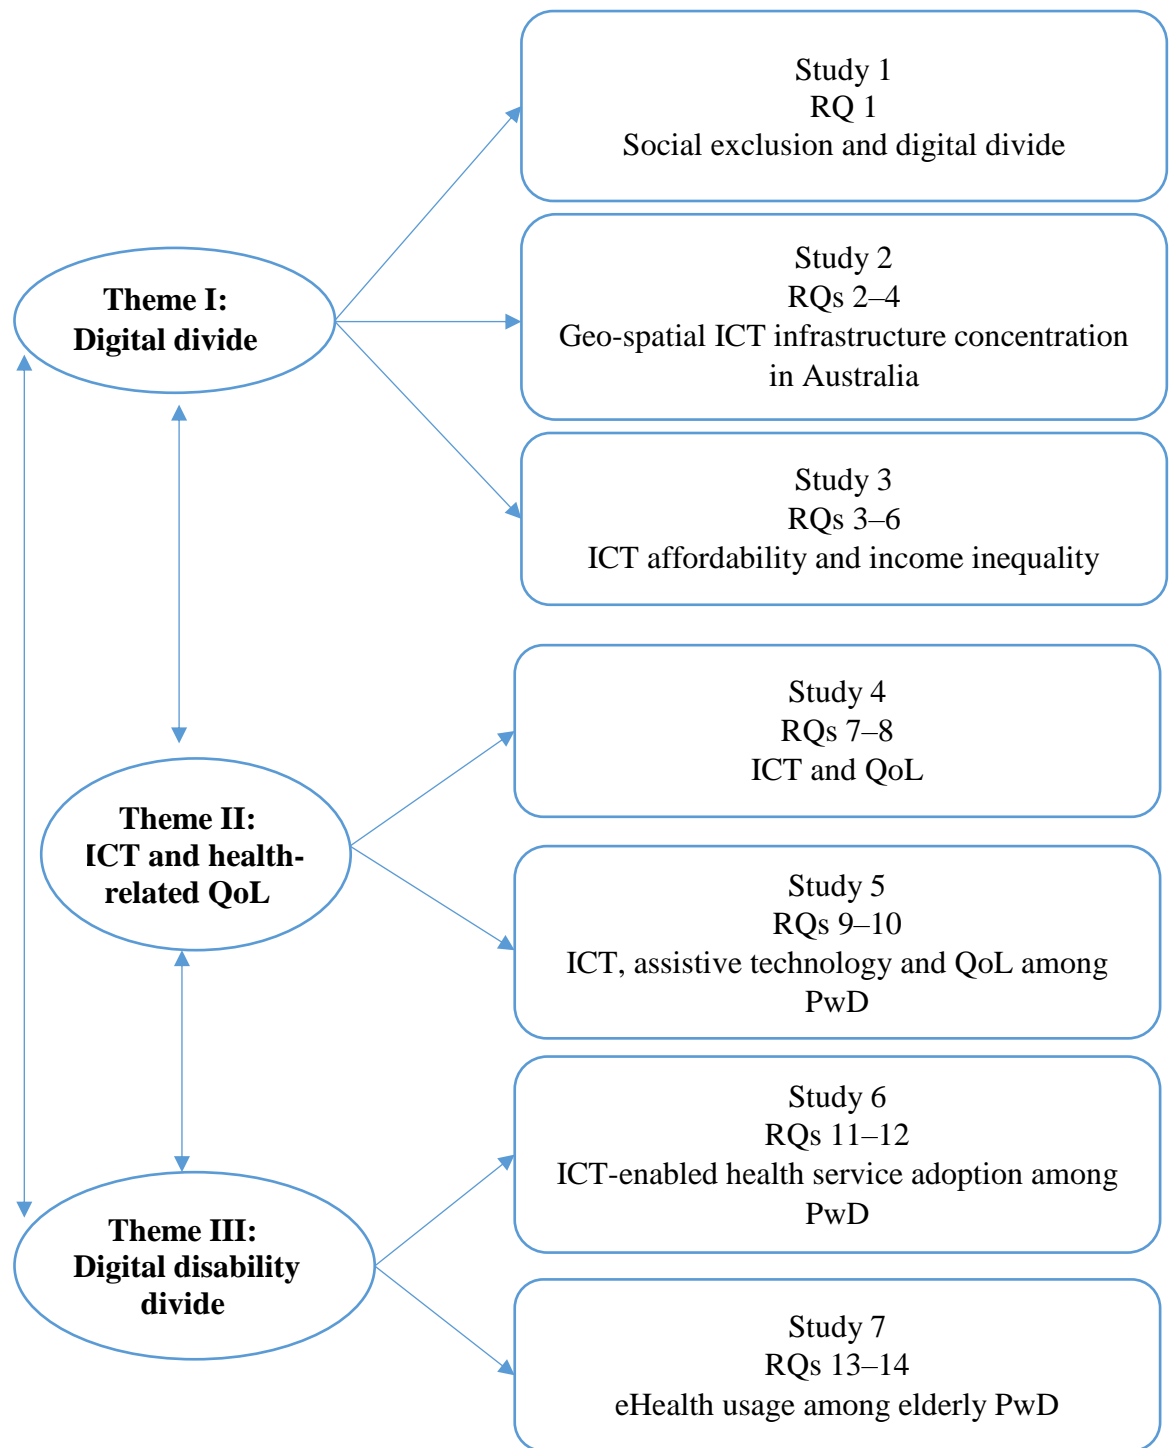 Study 1
RQ 1
Social exclusion and digital divide
Study 2
RQs 2–4
Geo-spatial ICT infrastructure concentration
in Australia
Theme I:
Digital divide
Study 3
RQs 3–6
ICT affordability and income inequality
Study 4
RQs 7–8
ICT and QoL
Theme II:
ICT and health-
related QoL
Study 5
RQs 9–10
ICT, assistive technology and QoL among
PwD
Study 6
RQs 11–12
ICT-enabled health service adoption among
PwD
Theme III:
Digital disability
divide
Study 7
RQs 13–14
eHealth usage among elderly PwD